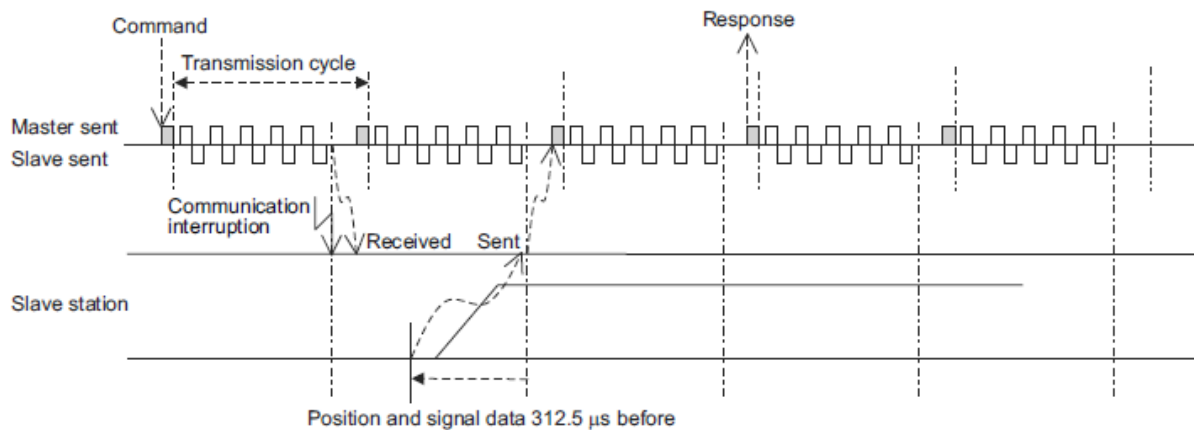 Command
Response
Transmission cycle
Master sent
Slave sent
Communication
interruption
Received
Sent
Slave station
Position and signal data 312.5 μs before